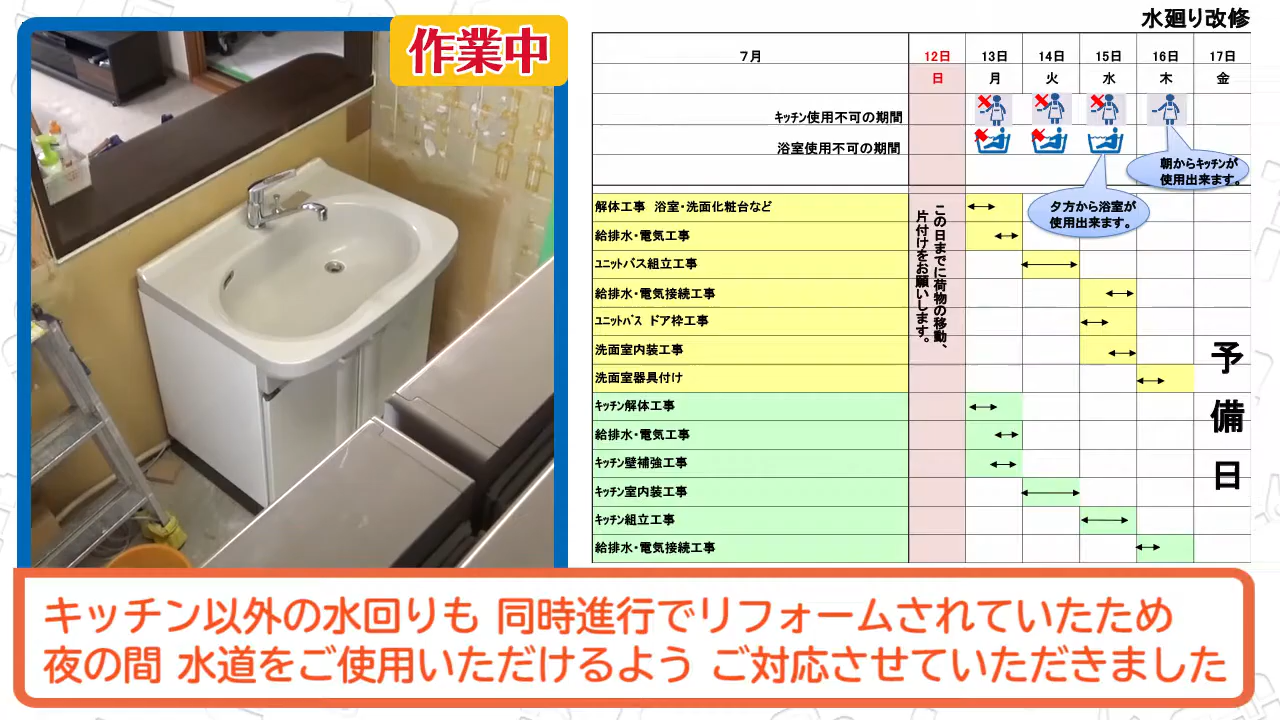 作業中
水廻り改修
7月 12日 13日 14日 15日 16日 17日
日 月 火 水 木 金
キッチン使用不可の期間
浴室使用不可の期間
朝からキッチンが
使用出来ます。
夕方から浴室が
使用出来ます。
この日までに荷物の移動、
片付けをお願いします。
解体工事 浴室・洗面化粧台など
給排水・電気工事
ユニットバス組立工事
給排水・電気接続工事
ユニットバス ドア枠工事
洗面室内装工事
洗面室器具付け
キッチン解体工事
給排水・電気工事
キッチン壁補強工事
キッチン室内装工事
キッチン組立工事
給排水・電気接続工事
予備日
キッチン以外の水回りも 同時進行でリフォームされていたため
夜の間 水道をご使用いただけるよう ご対応させていただきました